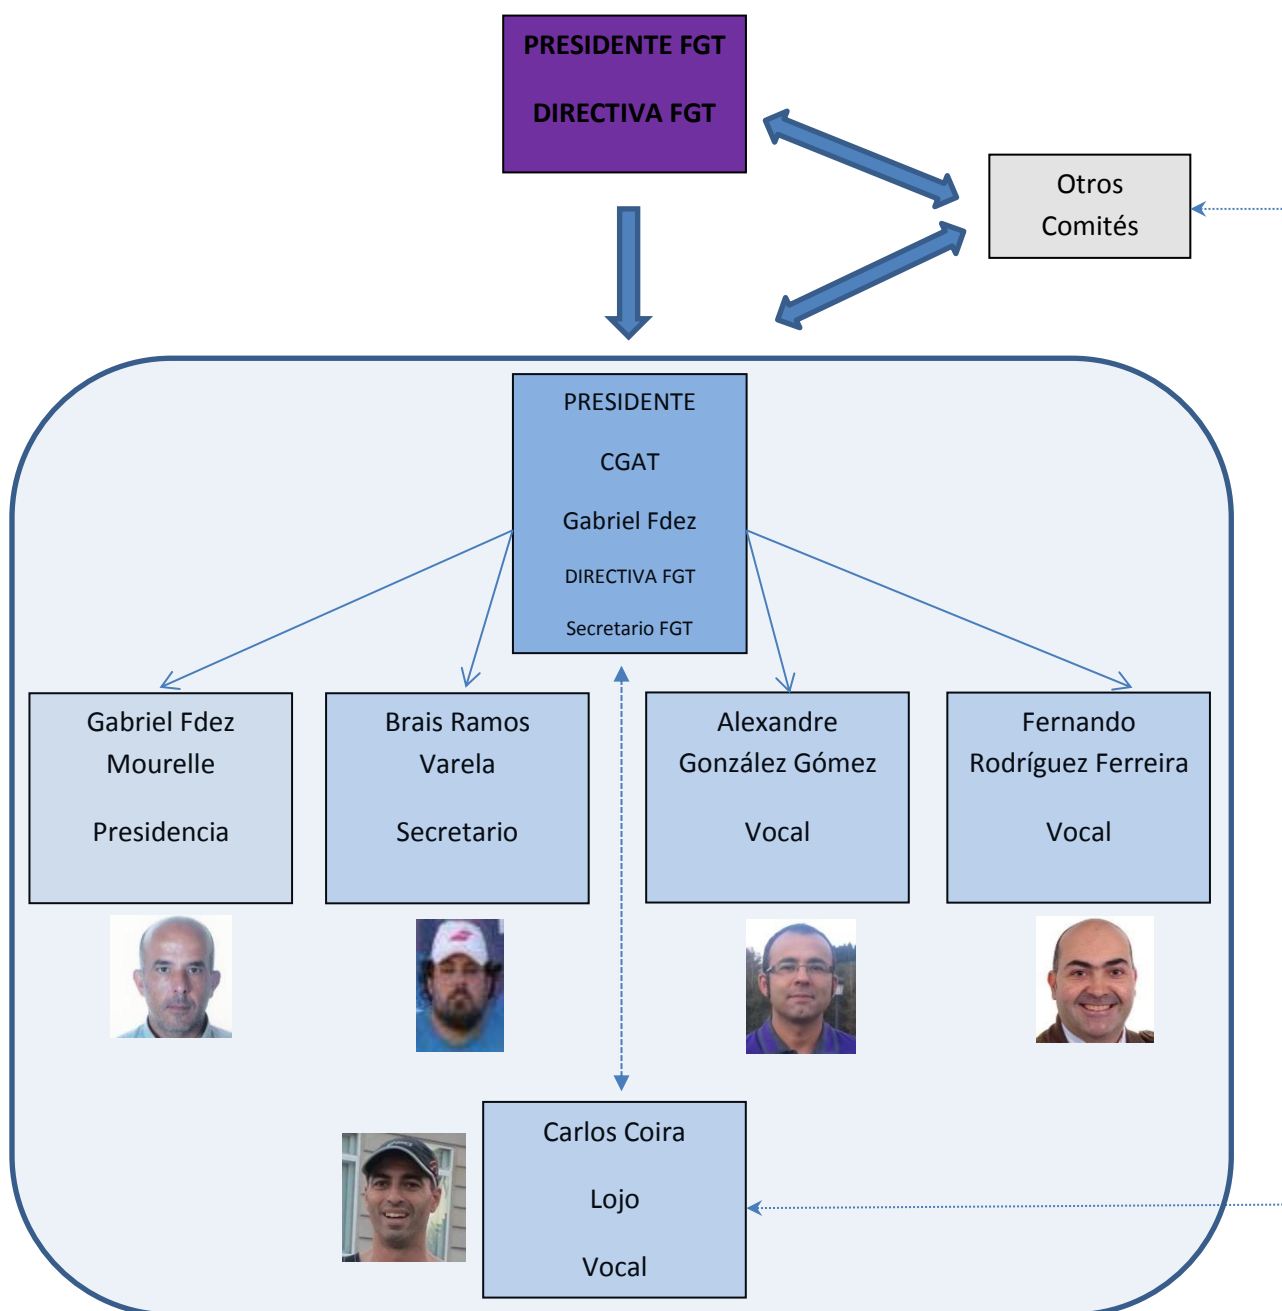 PRESIDENTE FGT
DIRECTIVA FGT
Otros
Comités
PRESIDENTE
CGAT
Gabriel Fdez
DIRECTIVA FGT
Secretario FGT
Gabriel Fdez
Mourelle
Presidencia
Brais Ramos
Varela
Secretario
Alexandre
González Gómez
Vocal
Fernando
Rodríguez Ferreira
Vocal
Carlos Coira
Lojo
Vocal